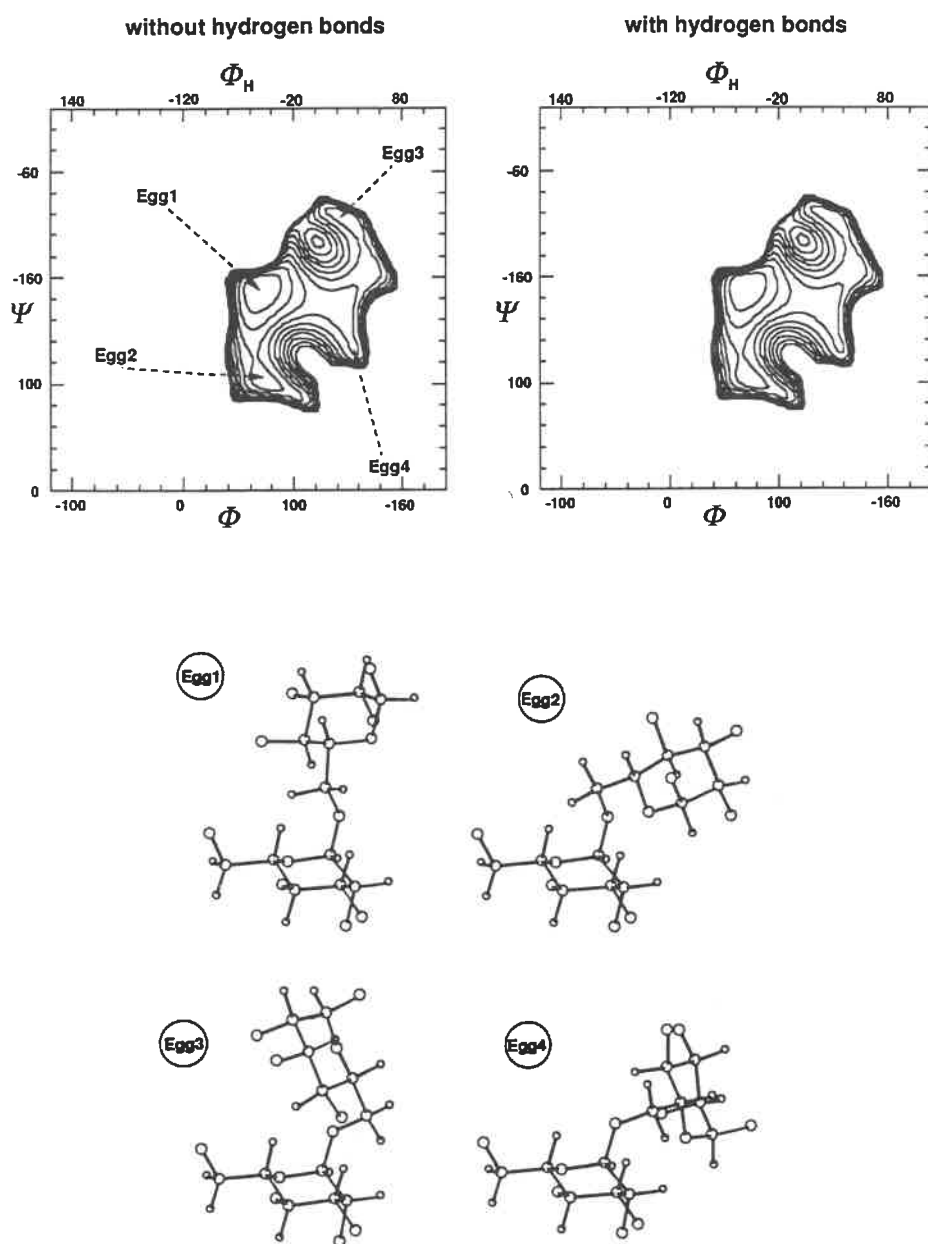 without hydrogen bonds
with hydrogen bonds
Φ_H
Φ_H
140 -120 -20 80
140 -120 -20 80
Egg3
-60
-60
Egg1
-160
-160
Ψ
Ψ
Egg2
100
100
Egg4
0
0
-100 0 100 -160
-100 0 100 -160
Φ
Φ
Egg1
Egg2
Egg3
Egg4